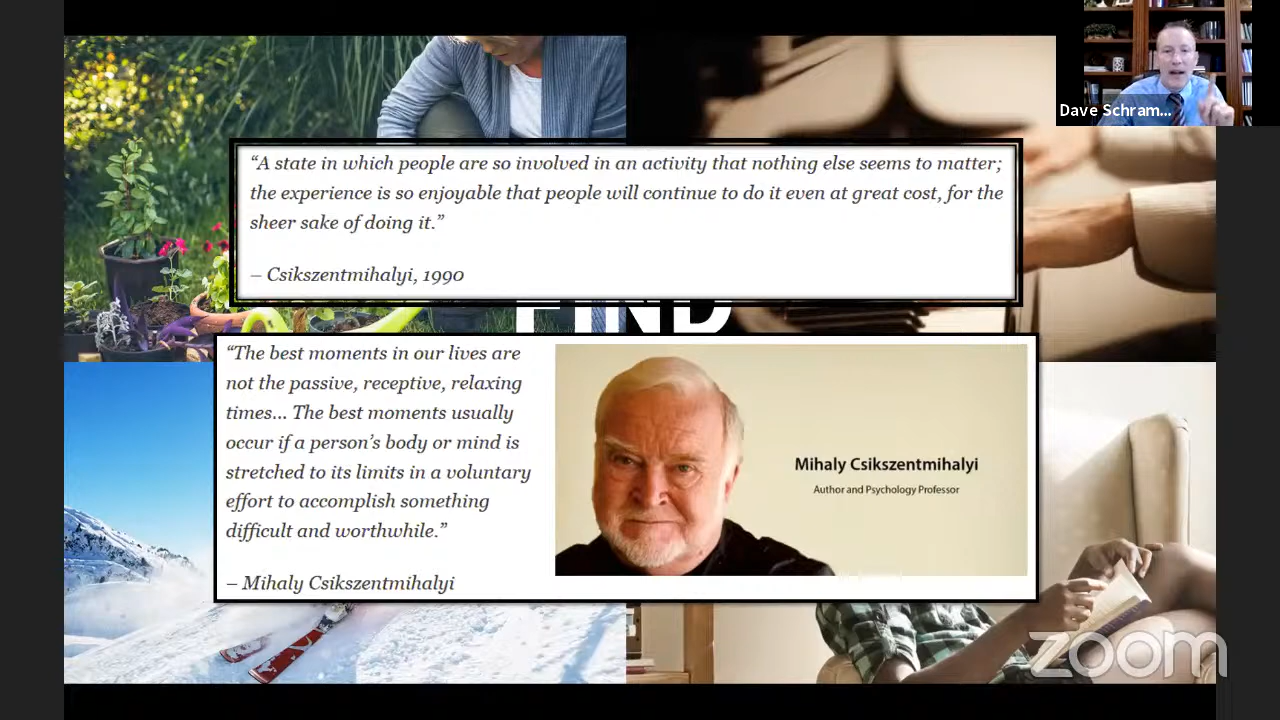 Dave Schram...
“A state in which people are so involved in an activity that nothing else seems to matter;
the experience is so enjoyable that people will continue to do it even at great cost, for the
sheer sake of doing it.”
– Csikszentmihalyi, 1990
FIND
“The best moments in our lives are
not the passive, receptive, relaxing
times... The best moments usually
occur if a person’s body or mind is
stretched to its limits in a voluntary
effort to accomplish something
difficult and worthwhile.”
– Mihaly Csikszentmihalyi
Mihaly Csikszentmihalyi
Author and Psychology Professor
zoom